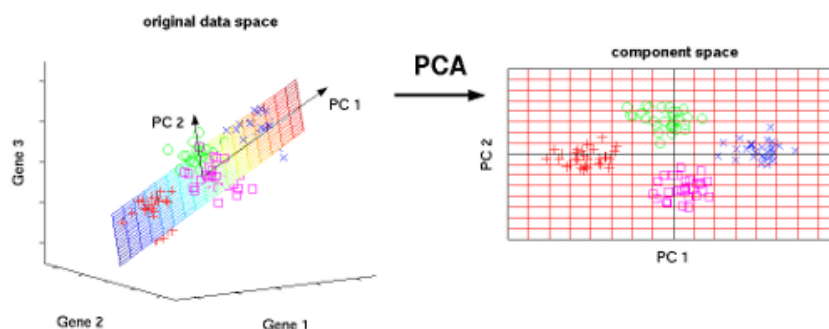 original data space
PCA
component space
PC 1
PC 2
Gene 3
PC 2
Gene 2
Gene 1
PC 1